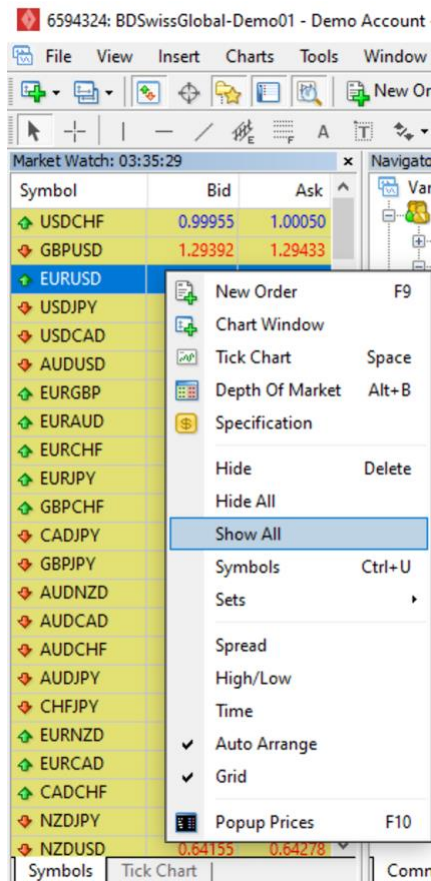 6594324: BDSwissGlobal-Demo01 - Demo Account
File View Insert Charts Tools Window
New Or
E F A T
Market Watch: 03:35:29 × Navigato
Symbol Bid Ask Var
USDCHF 0.99955 1.00050
GBPUSD 1.29392 1.29433
EURUSD
New Order F9
USDJPY
Chart Window
USDCAD
Tick Chart Space
AUDUSD
Depth Of Market Alt+B
EURGBP
Specification
EURAUD
EURCHF
Hide Delete
EURJPY
Hide All
GBPCHF
Show All
CADJPY
Symbols Ctrl+U
GBPJPY
Sets
AUDNZD
AUDCAD
Spread
AUDCHF
High/Low
AUDJPY
Time
CHFJPY
Auto Arrange
EURNZD
Grid
EURCAD
CADCHF
Popup Prices F10
NZDJPY
NZDUSD 0.64155 0.64278
Symbols Tick Chart Comm